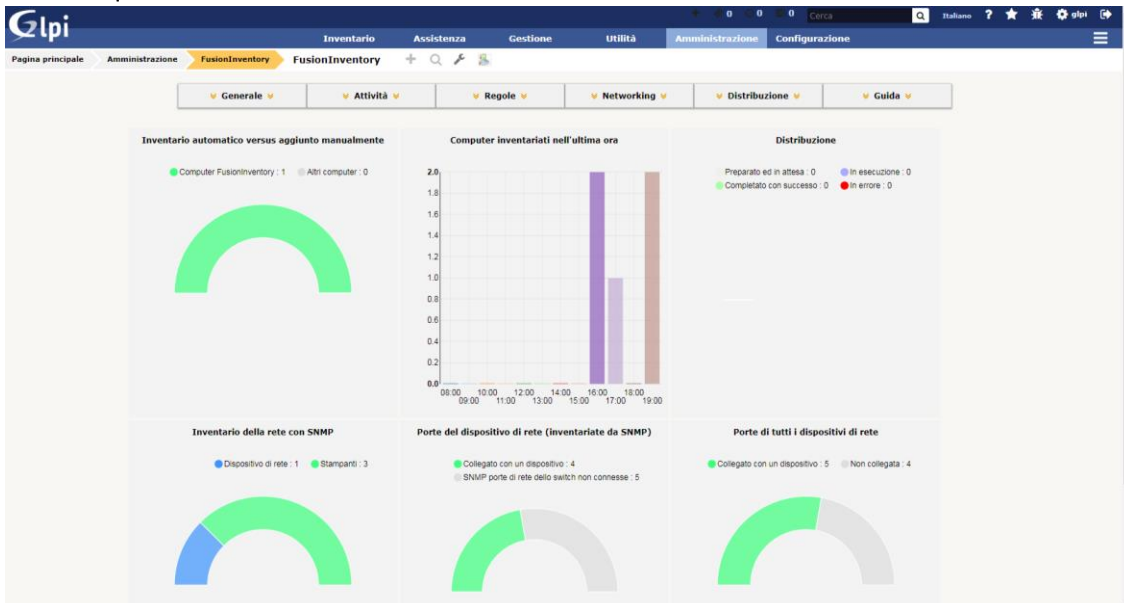 Glpi
0 0 0 Cerca Italiano ? glpi
Inventario Assistenza Gestione Utilità Amministrazione Configurazione
Pagina principale Amministrazione FusionInventory FusionInventory
Generale Attività Regole Networking Distribuzione Guida
Inventario automatico versus aggiunto manualmente
Computer FusionInventory : 1 Altri computer : 0
Computer inventariati nell'ultima ora
2.0
1.8
1.6
1.4
1.2
1.0
0.8
0.6
0.4
0.2
0.0
08:00 10:00 12:00 14:00 16:00 18:00
09:00 11:00 13:00 15:00 17:00 19:00
Distribuzione
Preparato ed in attesa : 0 In esecuzione : 0
Completato con successo : 0 In errore : 0
Inventario della rete con SNMP
Dispositivo di rete : 1 Stampanti : 3
Porte del dispositivo di rete (inventariate da SNMP)
Collegato con un dispositivo : 4
SNMP porte di rete dello switch non connesse : 5
Porte di tutti i dispositivi di rete
Collegato con un dispositivo : 5 Non collegata : 4